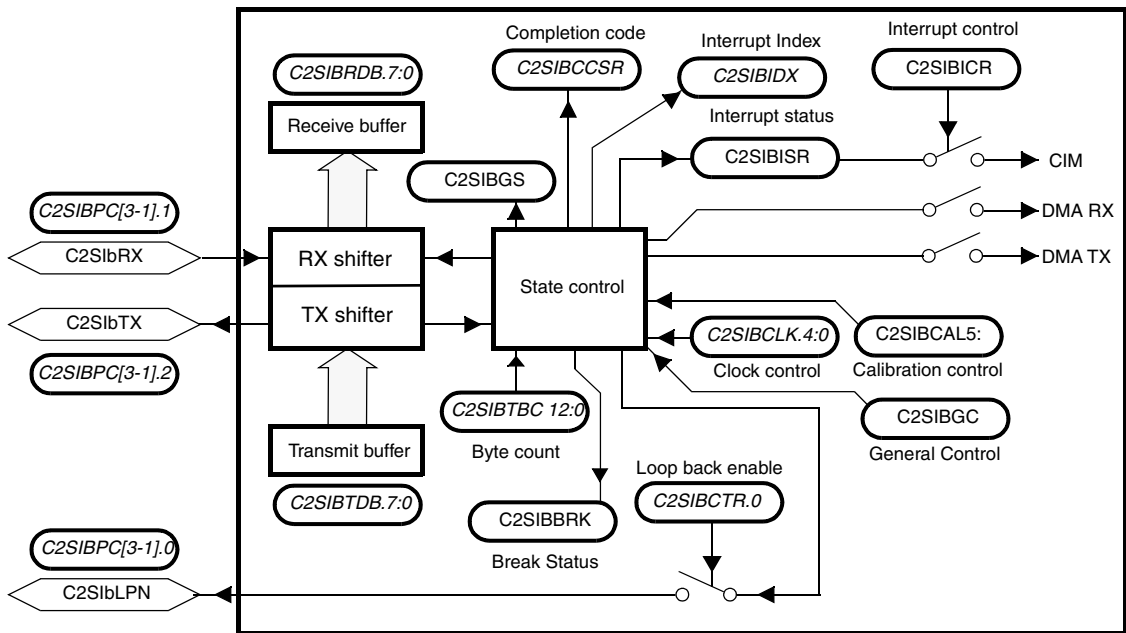 Completion code
C2SIBCCSR
Interrupt Index
C2SIBIDX
Interrupt control
C2SIBICR
C2SIBRDB.7:0
Receive buffer
Interrupt status
C2SIBISR
CIM
C2SIBGS
C2SIBPC[3-1].1
C2SIbRX
DMA RX
DMA TX
RX shifter
TX shifter
State control
C2SIbTX
C2SIBPC[3-1].2
C2SIBCLK.4:0
Clock control
C2SIBCAL5:
Calibration control
C2SIBTBC 12:0
Byte count
C2SIBGC
General Control
Transmit buffer
C2SIBTDB.7:0
Loop back enable
C2SIBCTR.0
C2SIBBRK
Break Status
C2SIBPC[3-1].0
C2SIbLPN